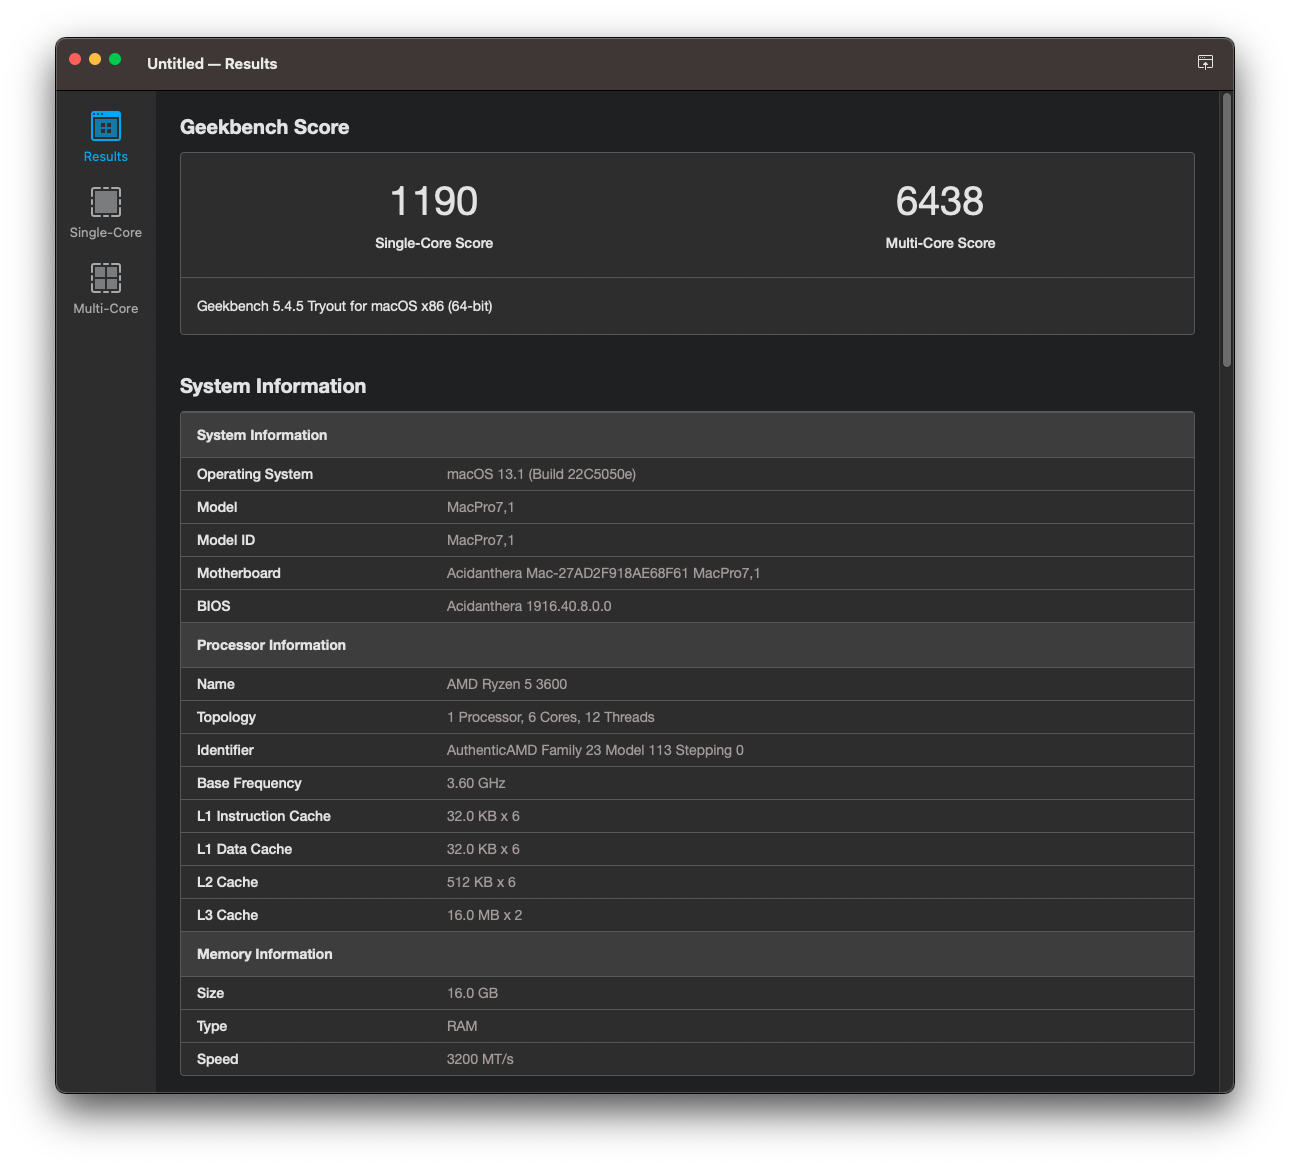 Untitled — Results
Results
Single-Core
Multi-Core
Geekbench Score
1190
Single-Core Score
6438
Multi-Core Score
Geekbench 5.4.5 Tryout for macOS x86 (64-bit)
System Information
System Information
Operating System macOS 13.1 (Build 22C5050e)
Model MacPro7,1
Model ID MacPro7,1
Motherboard Acidanthera Mac-27AD2F918AE68F61 MacPro7,1
BIOS Acidanthera 1916.40.8.0.0
Processor Information
Name AMD Ryzen 5 3600
Topology 1 Processor, 6 Cores, 12 Threads
Identifier AuthenticAMD Family 23 Model 113 Stepping 0
Base Frequency 3.60 GHz
L1 Instruction Cache 32.0 KB x 6
L1 Data Cache 32.0 KB x 6
L2 Cache 512 KB x 6
L3 Cache 16.0 MB x 2
Memory Information
Size 16.0 GB
Type RAM
Speed 3200 MT/s